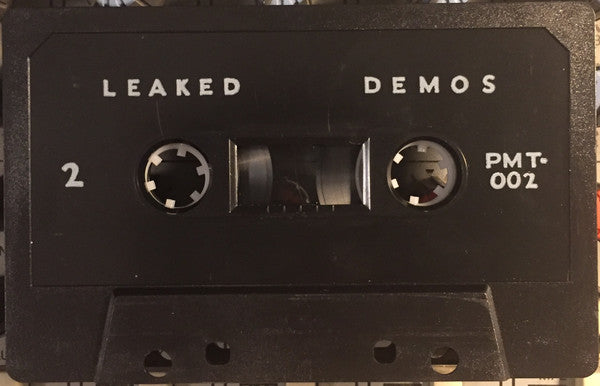 LEAKED DEMOS
2
PMT-
002